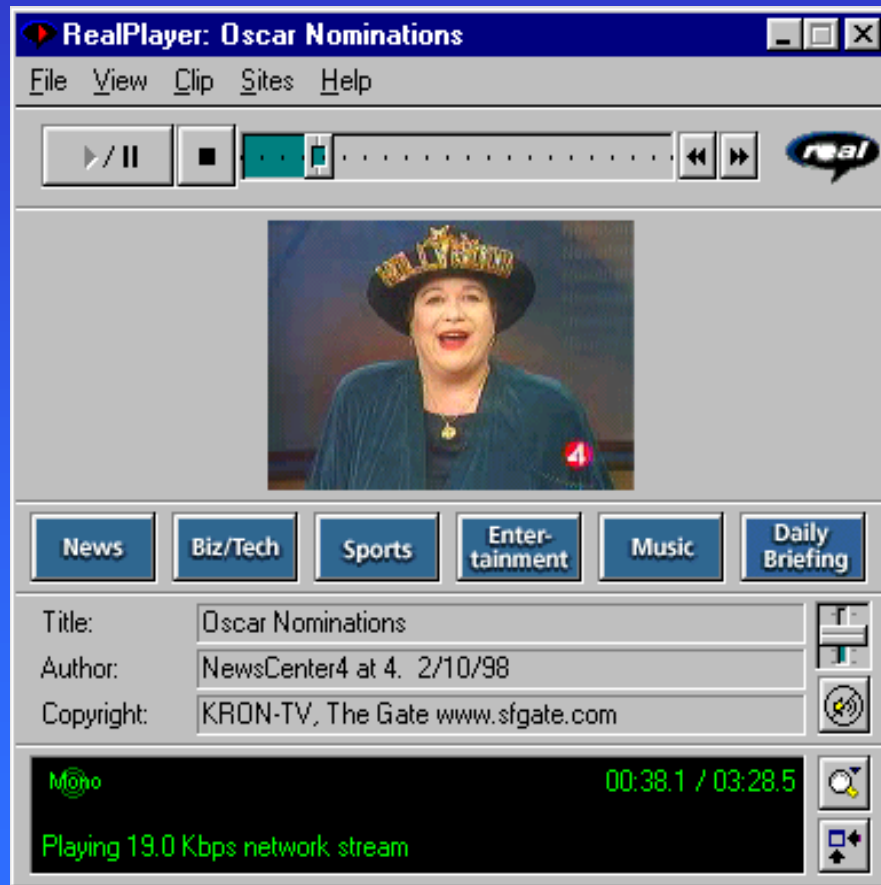 RealPlayer: Oscar Nominations
File View Clip Sites Help
real
HOLLYWOOD
4
News Biz/Tech Sports Enter-tainment Music Daily Briefing
Title: Oscar Nominations
Author: NewsCenter4 at 4. 2/10/98
Copyright: KRON-TV, The Gate www.sfgate.com
Mono 00:38.1 / 03:28.5
Playing 19.0 Kbps network stream